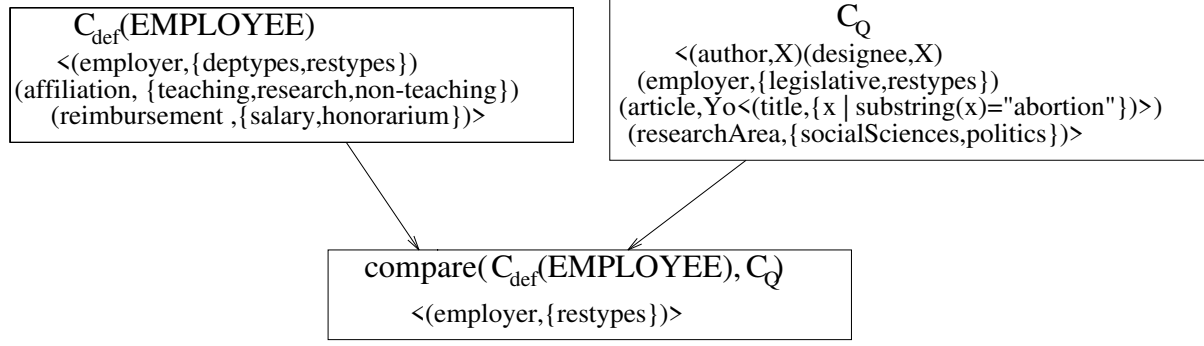 C_def(EMPLOYEE)
<(employer,{deptypes,restypes})
(affiliation, {teaching,research,non-teaching})
(reimbursement ,{salary,honorarium})>
C_Q
<(author,X)(designee,X)
(employer,{legislative,restypes})
(article,Yo<(title,{x | substring(x)="abortion"})>)
(researchArea,{socialSciences,politics})>
compare( C_def(EMPLOYEE), C_Q)
<(employer,{restypes})>